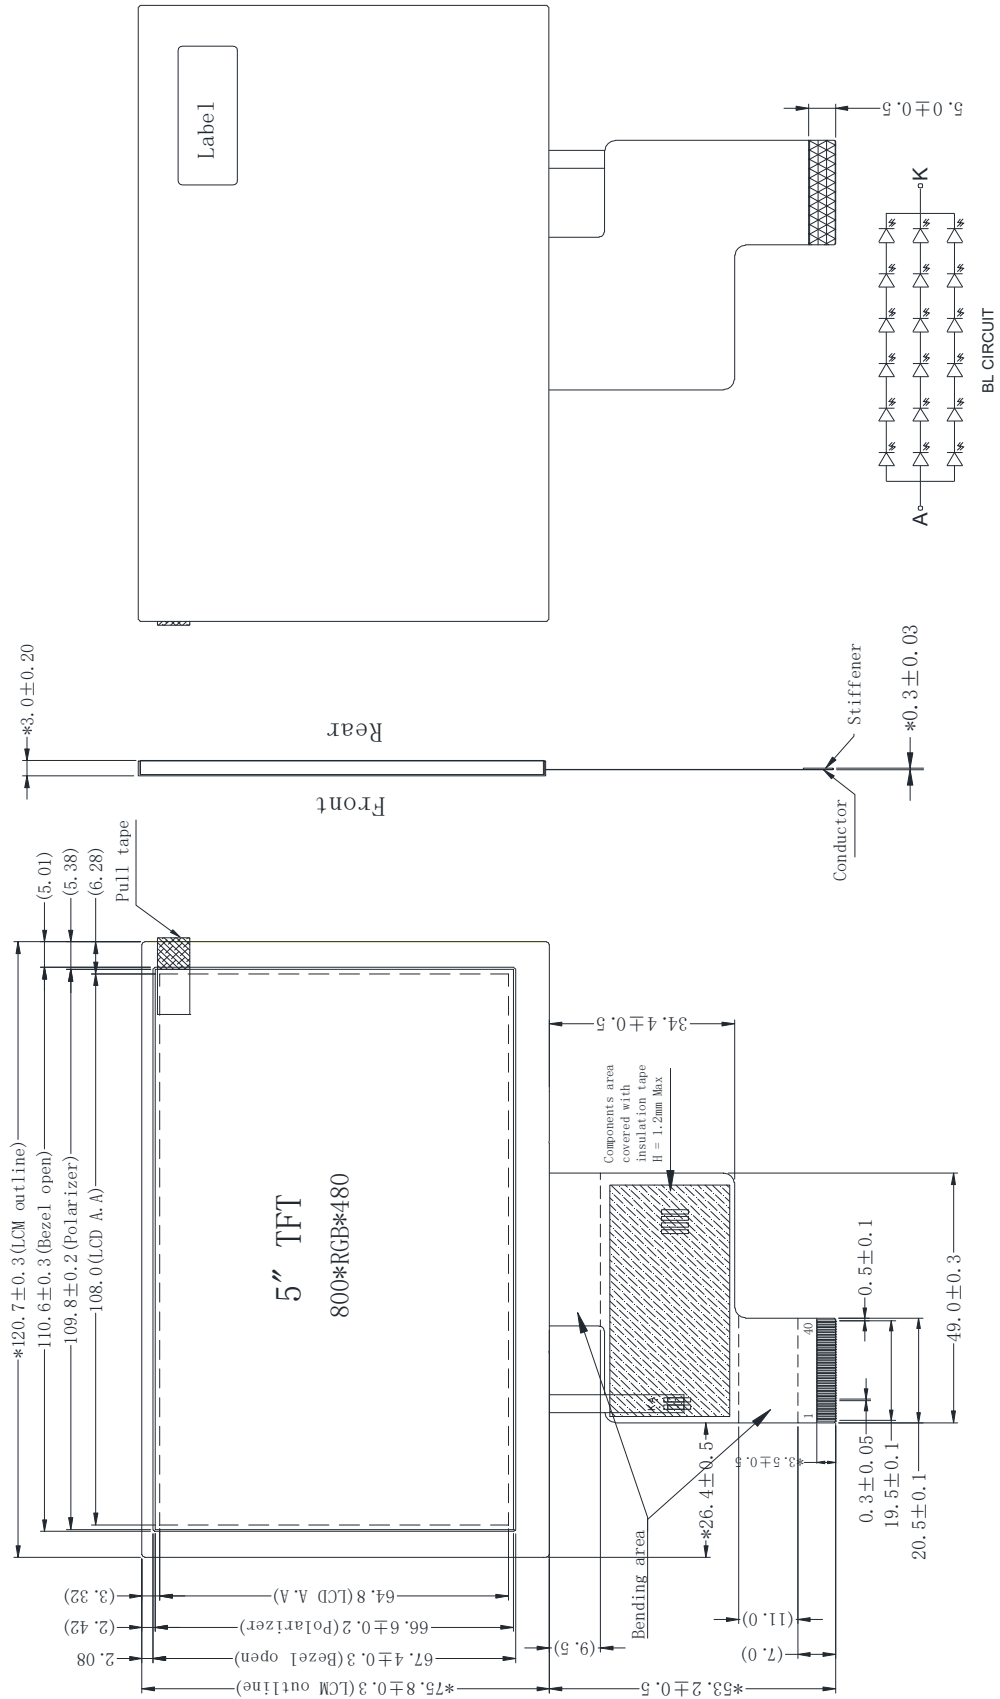 Label
5.0±0.5
K
A
BL CIRCUIT
*3.0±0.20
Rear
Front
Stiffener
Conductor
*0.3±0.03
(5.01)
(5.38)
(6.28)
Pull tape
*120.7±0.3(LCM outline)
110.6±0.3(Bezel open)
109.8±0.2(Polarizer)
108.0(LCD A.A)
5" TFT
800*RGB*480
34.4±0.5
Components area
covered with
insulation tape
H = 1.2mm Max
40
1
0.5±0.1
49.0±0.3
*3.5±0.5
0.3±0.05
19.5±0.1
20.5±0.1
*26.4±0.5
Bending area
(3.32)
64.8(LCD A.A)
(2.42)
66.6±0.2(Polarizer)
2.08
67.4±0.3(Bezel open)
*75.8±0.3(LCM outline)
(9.5)
(11.0)
(7.0)
*53.2±0.5